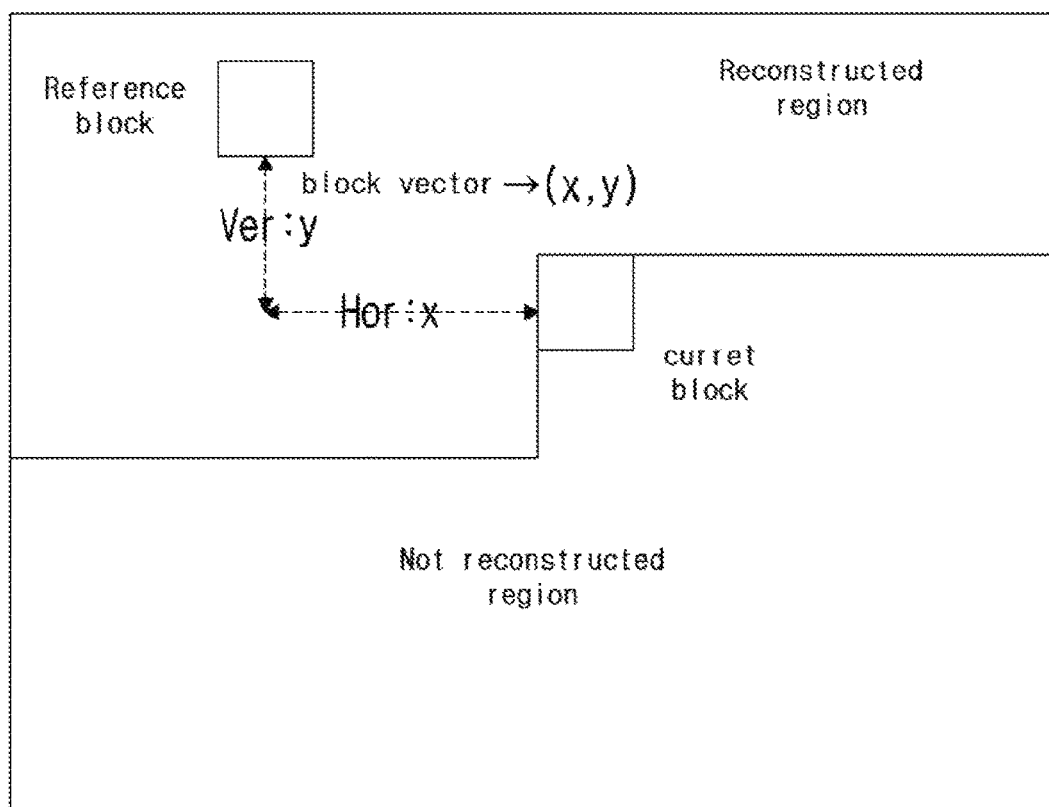 Reference
block
Reconstructed
region
block vector →(x,y)
Ver:y
Hor:x
curret
block
Not reconstructed
region